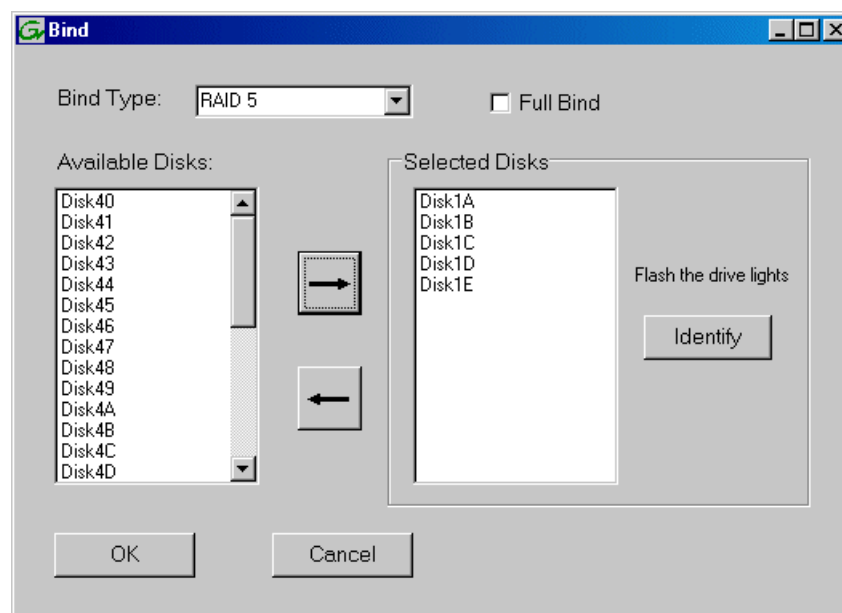 Bind
Bind Type: RAID 5 Full Bind
Available Disks:
Disk40
Disk41
Disk42
Disk43
Disk44
Disk45
Disk46
Disk47
Disk48
Disk49
Disk4A
Disk4B
Disk4C
Disk4D
Selected Disks
Disk1A
Disk1B
Disk1C
Disk1D
Disk1E
Flash the drive lights
Identify
OK Cancel